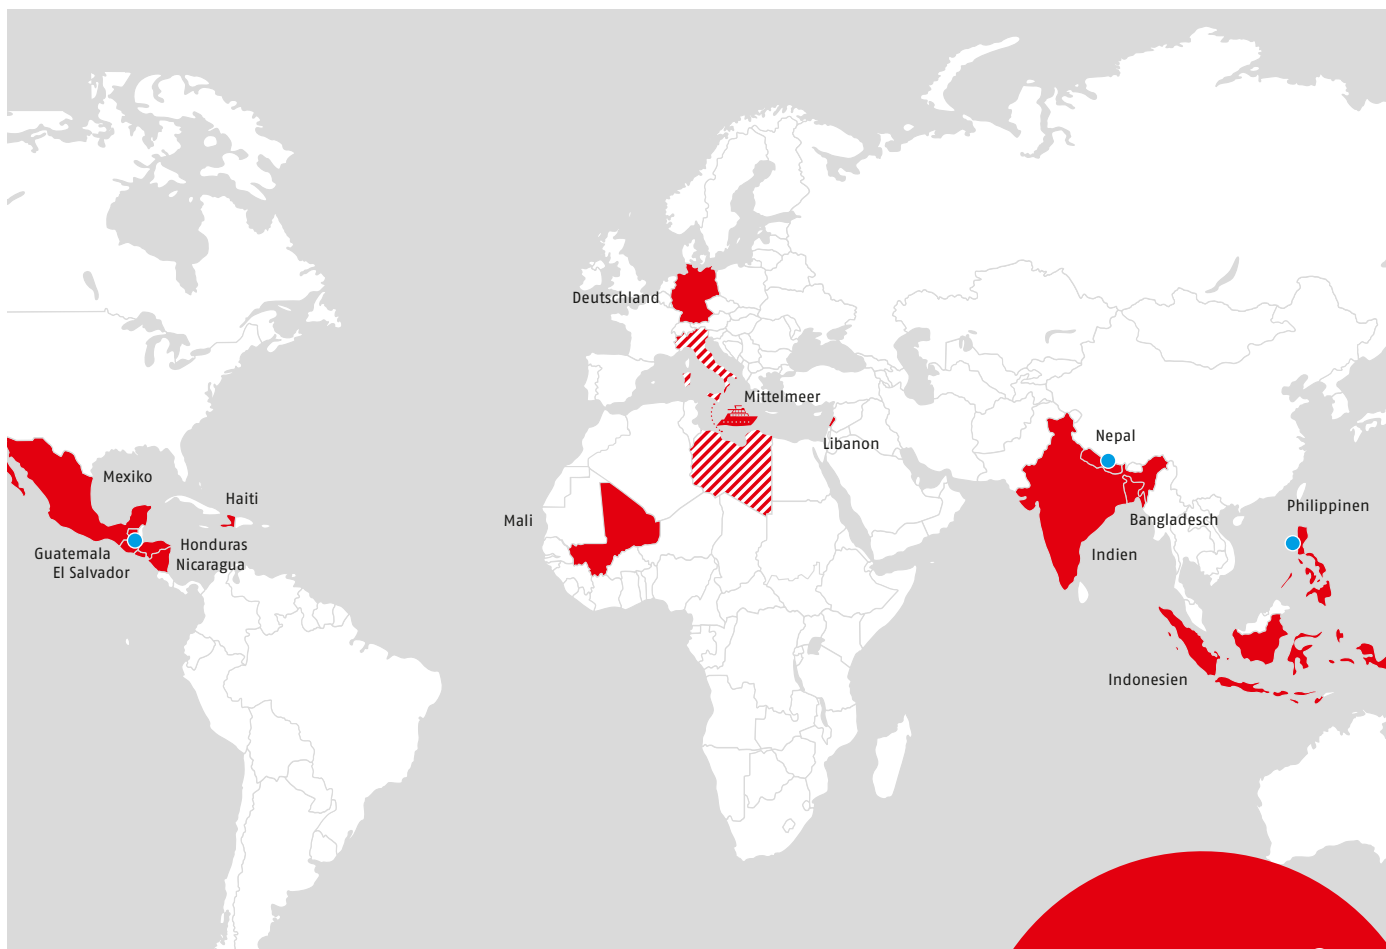 Deutschland
Mittelmeer
Libanon
Nepal
Mexiko
Haiti
Mali
Philippinen
Bangladesch
Guatemala
Honduras
Indien
El Salvador
Nicaragua
Indonesien